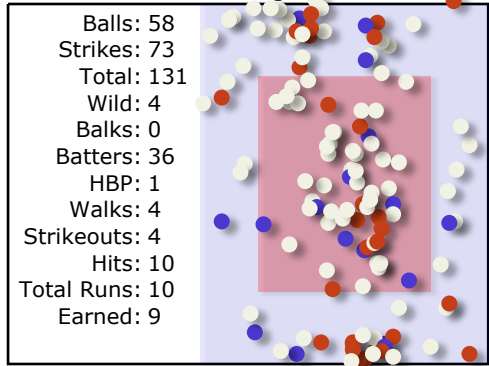 Balls: 58
Strikes: 73
Total: 131
Wild: 4
Balks: 0
Batters: 36
HBP: 1
Walks: 4
Strikeouts: 4
Hits: 10
Total Runs: 10
Earned: 9